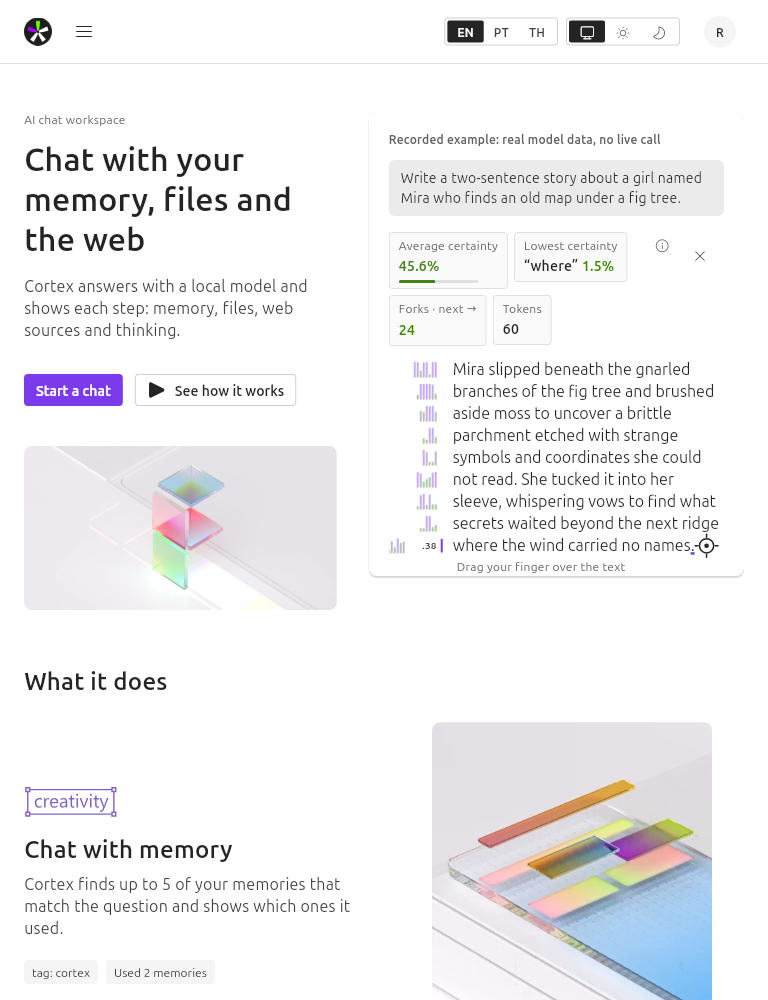 EN PT TH
R
AI chat workspace
Chat with your
memory, files and
the web
Cortex answers with a local model and
shows each step: memory, files, web
sources and thinking.
Start a chat
See how it works
Recorded example: real model data, no live call
Write a two-sentence story about a girl named
Mira who finds an old map under a fig tree.
Average certainty
45.6%
Lowest certainty
“where” 1.5%
Forks · next →
24
Tokens
60
Mira slipped beneath the gnarled
branches of the fig tree and brushed
aside moss to uncover a brittle
parchment etched with strange
symbols and coordinates she could
not read. She tucked it into her
sleeve, whispering vows to find what
secrets waited beyond the next ridge
.38 where the wind carried no names.
Drag your finger over the text
What it does
creativity
Chat with memory
Cortex finds up to 5 of your memories that
match the question and shows which ones it
used.
tag: cortex
Used 2 memories